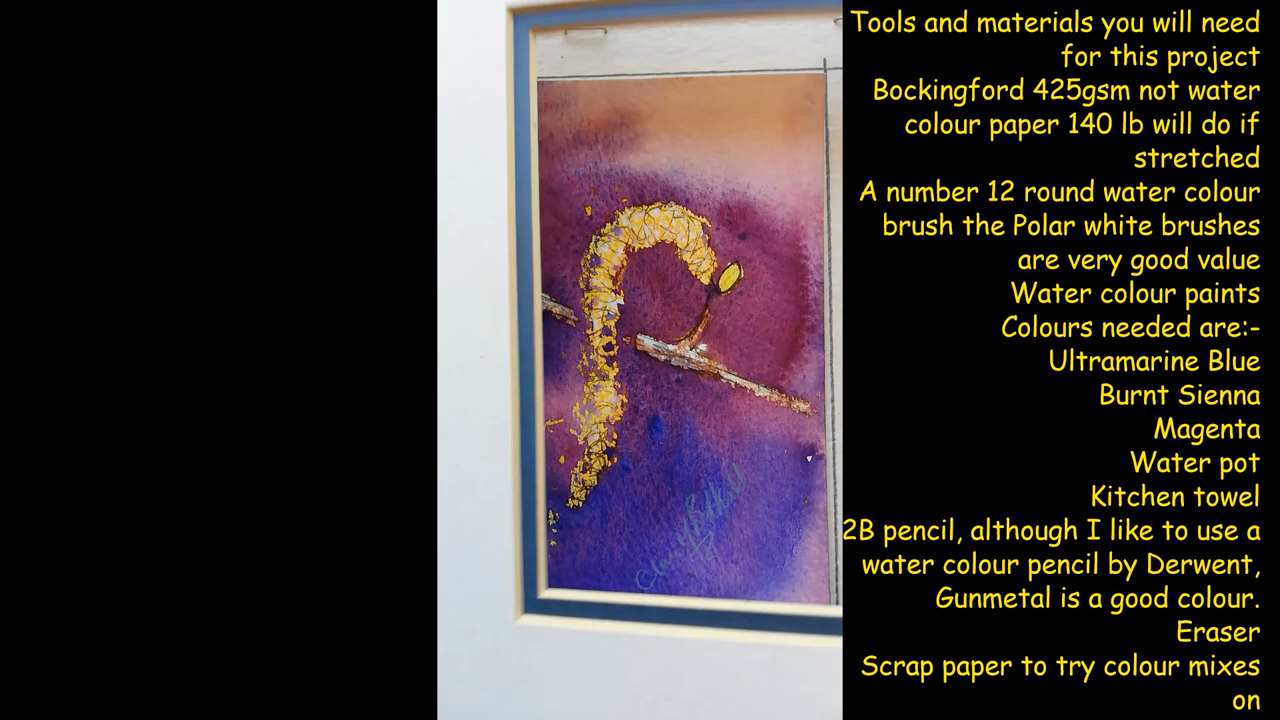 Tools and materials you will need
for this project
Bockingford 425gsm not water
colour paper 140 lb will do if
stretched
A number 12 round water colour
brush the Polar white brushes
are very good value
Water colour paints
Colours needed are:-
Ultramarine Blue
Burnt Sienna
Magenta
Water pot
Kitchen towel
2B pencil, although I like to use a
water colour pencil by Derwent,
Gunmetal is a good colour.
Eraser
Scrap paper to try colour mixes
on